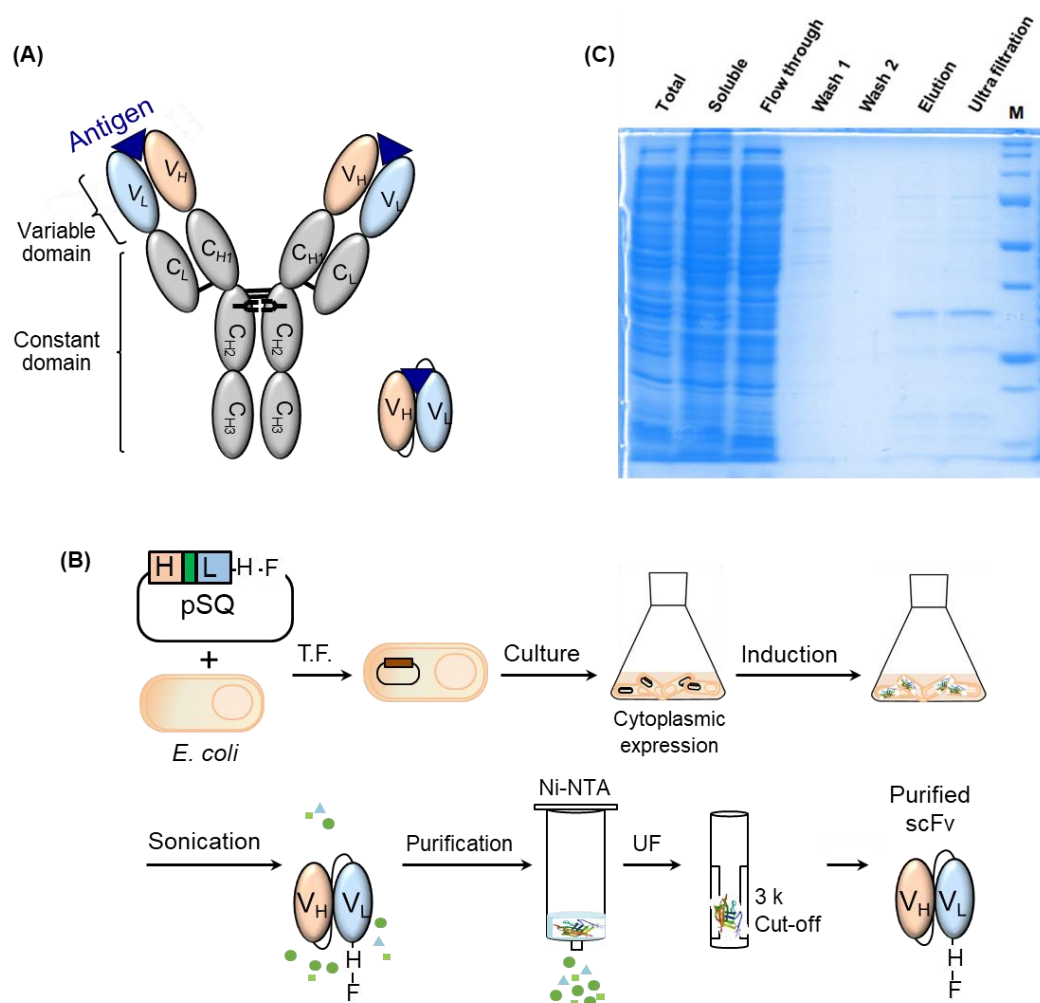 (A)
Antigen
VH
VL
VH
VL
Variable
domain
CH1
CL
CH1
CL
Constant
domain
CH2
CH2
CH3
CH3
VH
VL
(C)
Total
Soluble
Flow through
Wash 1
Wash 2
Elution
Ultra filtration
M
(B)
H
L
-H-F
pSQ
+
E. coli
T.F.
Culture
Cytoplasmic
expression
Induction
Sonication
VH
VL
H
F
Purification
Ni-NTA
UF
3 k
Cut-off
Purified
scFv
VH
VL
H
F